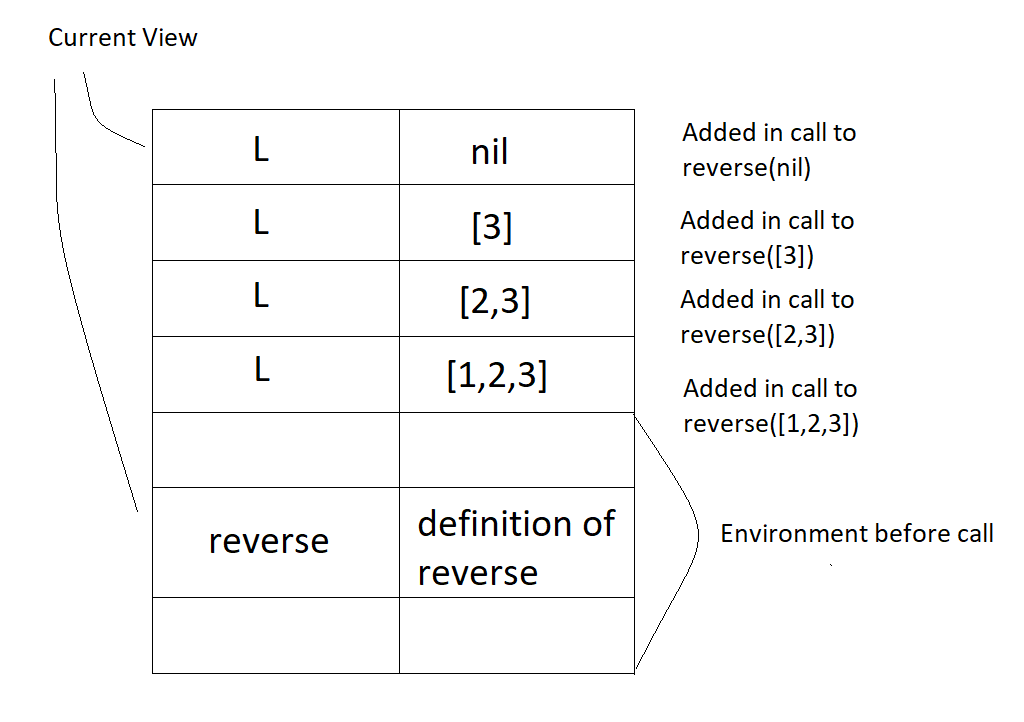 Current View
L nil
Added in call to
reverse(nil)
L [3]
Added in call to
reverse([3])
L [2,3]
Added in call to
reverse([2,3])
L [1,2,3]
Added in call to
reverse([1,2,3])
reverse
definition of
reverse
Environment before call